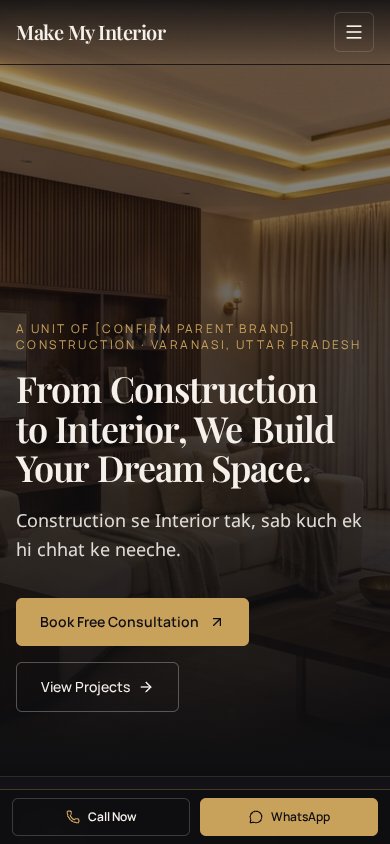 Make My Interior
A UNIT OF [CONFIRM PARENT BRAND]
CONSTRUCTION · VARANASI, UTTAR PRADESH
From Construction
to Interior, We Build
Your Dream Space.
Construction se Interior tak, sab kuch ek
hi chhat ke neeche.
Book Free Consultation
View Projects
Call Now
WhatsApp